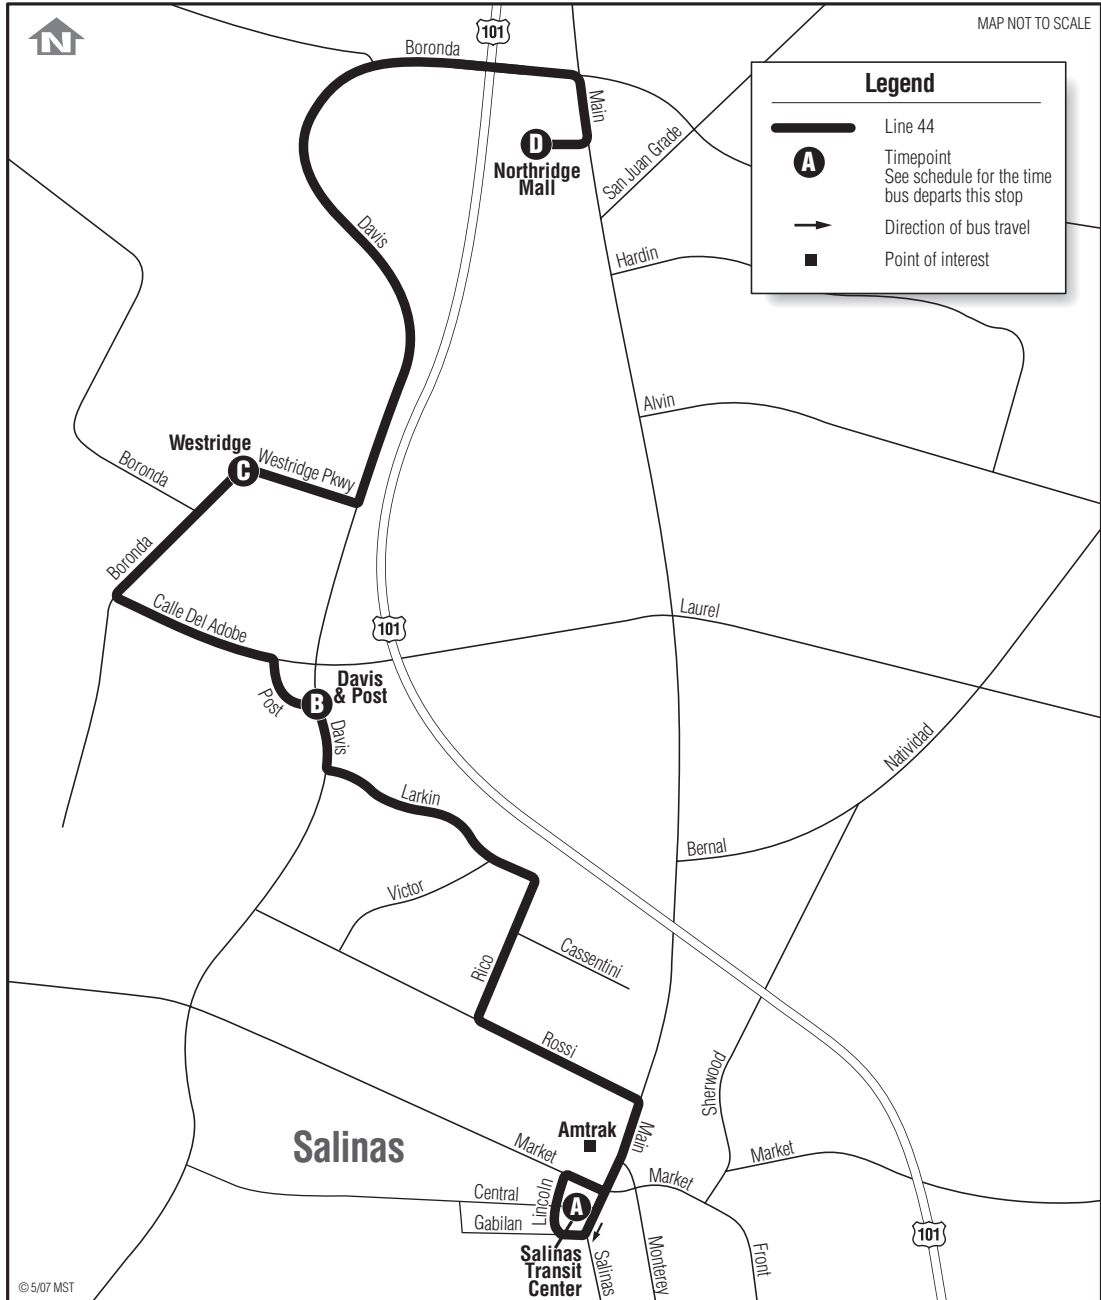 N
101
MAP NOT TO SCALE
Boronda
Legend
Line 44
A
Timepoint
See schedule for the time
bus departs this stop
Direction of bus travel
Point of interest
Main
D
Northridge
Mall
San Juan Grade
Davis
Hardin
Alvin
Westridge
C
Westridge Pkwy
Boronda
Boronda
Calle Del Adobe
101
Laurel
Post
B
Davis
& Post
Davis
Larkin
Natividad
Bernal
Victor
Cassentini
Rico
Rossi
Sherwood
Amtrak
Main
Salinas
Market
Market
Market
Central
Lincoln
A
Gabilan
Salinas
Transit
Center
Salinas
Monterey
Front
101
© 5/07 MST